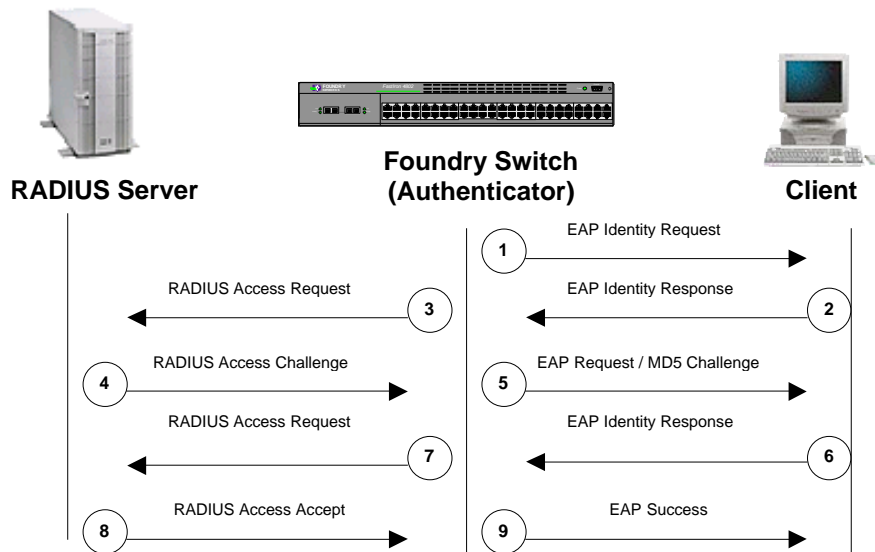 FOUNDRY
RADIUS Server
Foundry Switch
(Authenticator)
Client
EAP Identity Request
1
RADIUS Access Request
EAP Identity Response
3
2
RADIUS Access Challenge
EAP Request / MD5 Challenge
4
5
RADIUS Access Request
EAP Identity Response
7
6
RADIUS Access Accept
EAP Success
8
9